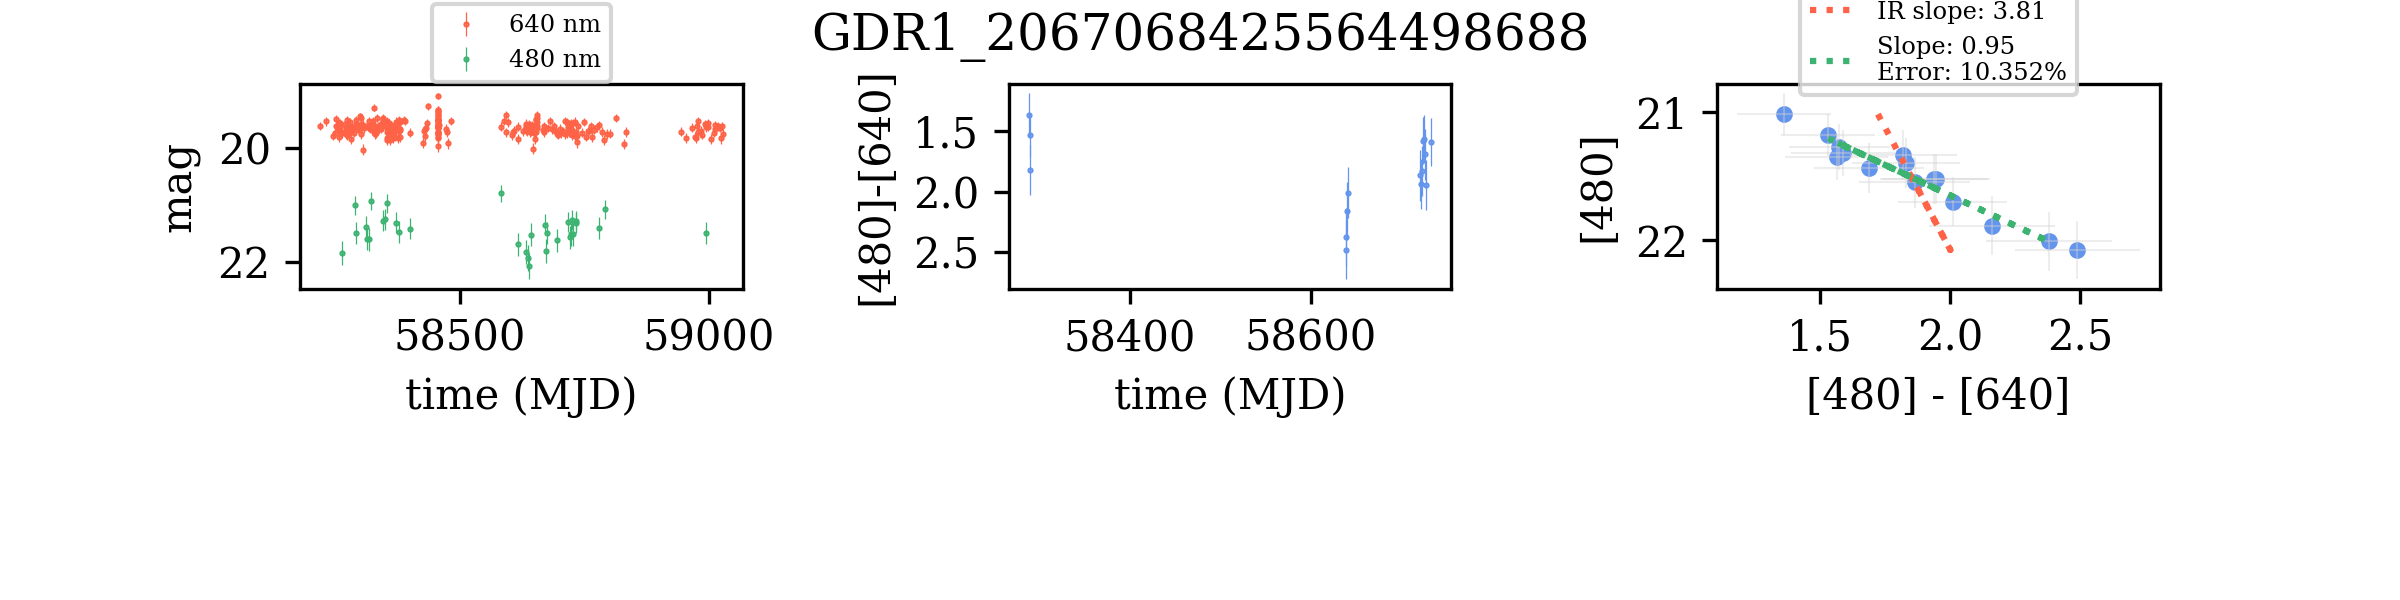 GDR1_2067068425564498688
640 nm
480 nm
mag
20
22
58500
59000
time (MJD)
[480]-[640]
1.5
2.0
2.5
58400
58600
time (MJD)
IR slope: 3.81
Slope: 0.95
Error: 10.352%
[480]
21
22
1.5
2.0
2.5
[480] - [640]